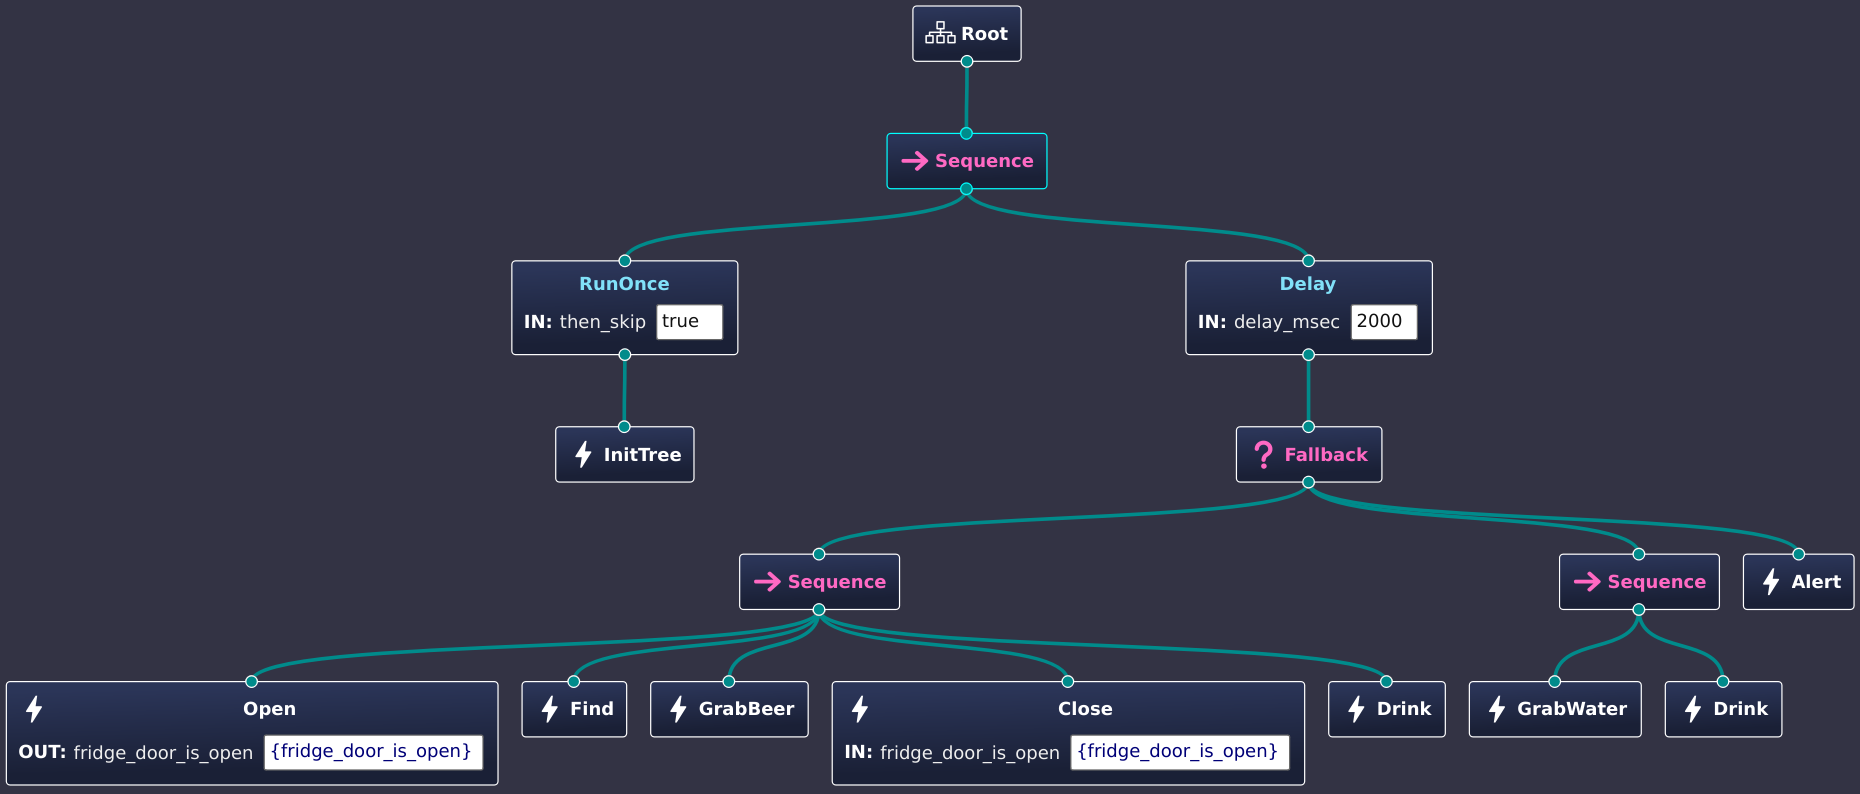 Root
Sequence
RunOnce
IN: then_skip true
Delay
IN: delay_msec 2000
InitTree
Fallback
Sequence
Sequence
Alert
Open
OUT: fridge_door_is_open {fridge_door_is_open}
Find
GrabBeer
Close
IN: fridge_door_is_open {fridge_door_is_open}
Drink
GrabWater
Drink